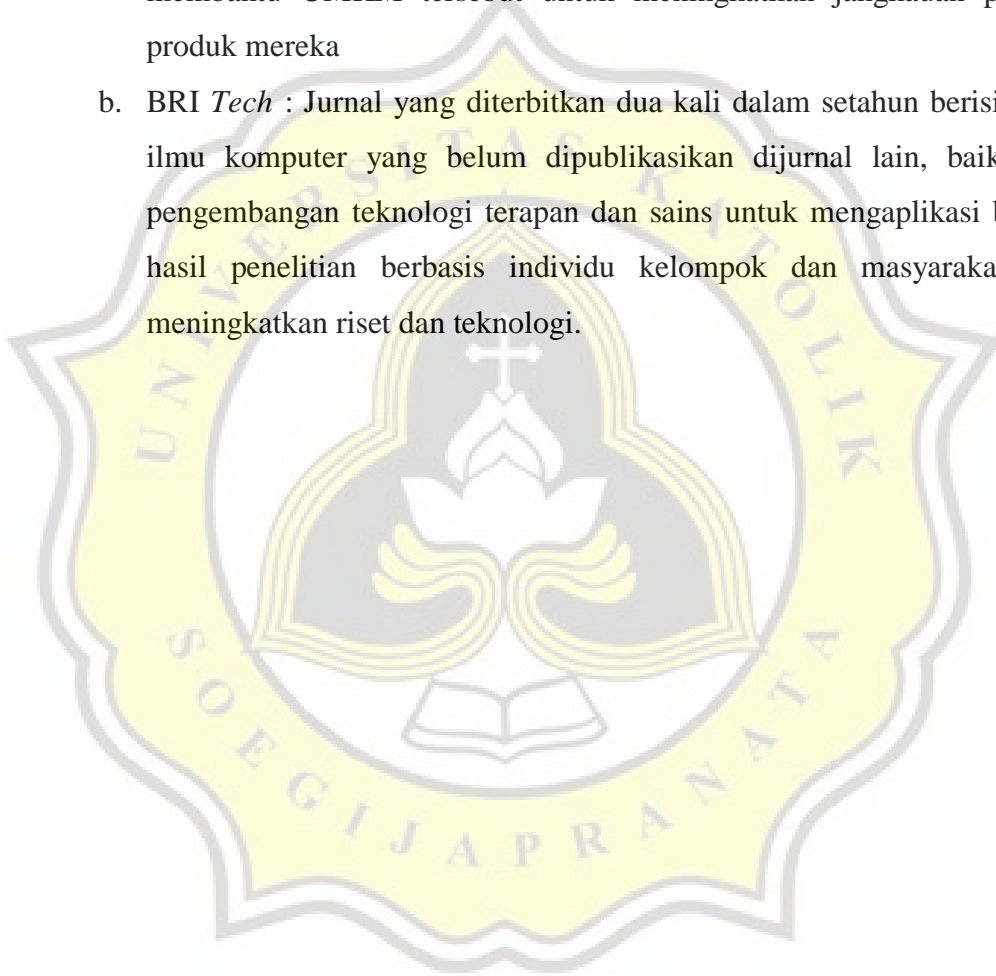 produk mereka
b. BRI Tech : Jurnal yang diterbitkan dua kali dalam setahun berisi
ilmu komputer yang belum dipublikasikan dijurnal lain, baik
pengembangan teknologi terapan dan sains untuk mengaplikasi
hasil penelitian berbasis individu kelompok dan
meningkatkan riset dan teknologi.
UNIVERSITAS KATOLIK
SOEGIJAPRANATA